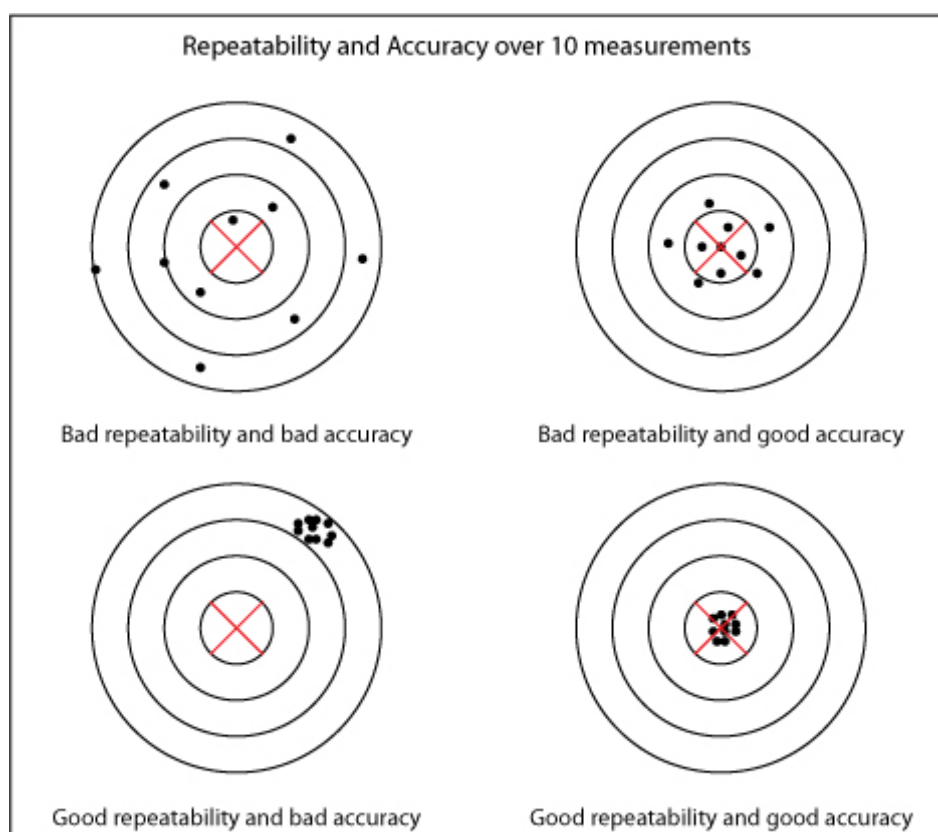 Repeatability and Accuracy over 10 measurements
Bad repeatability and bad accuracy
Bad repeatability and good accuracy
Good repeatability and bad accuracy
Good repeatability and good accuracy